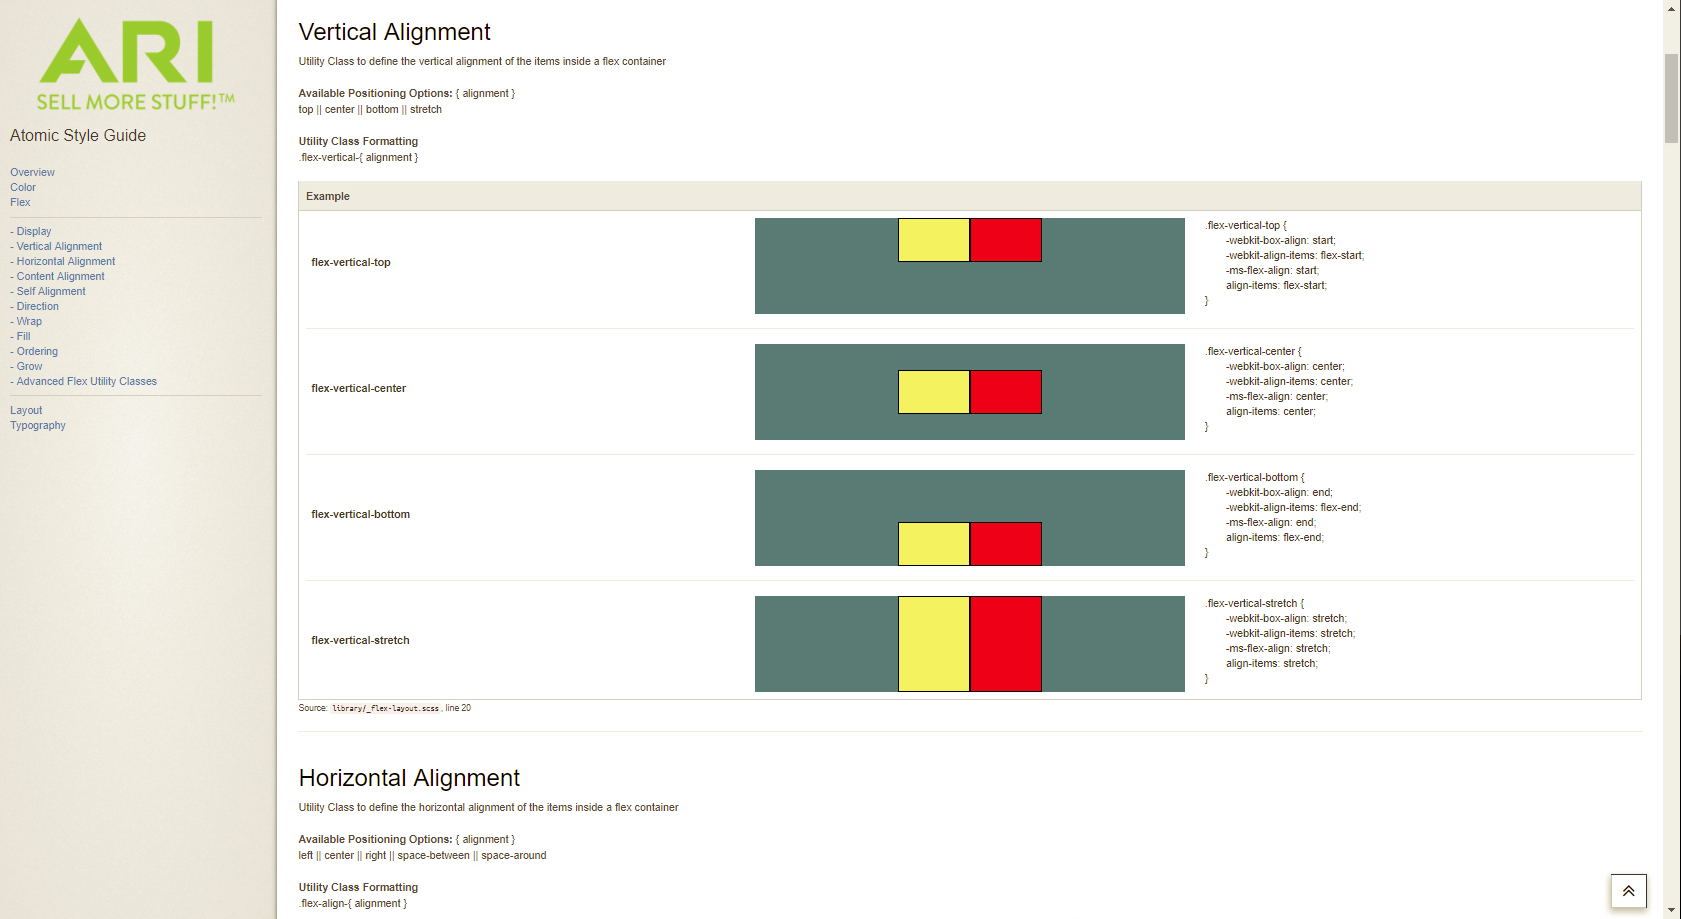 ARI
SELL MORE STUFF!™
Atomic Style Guide
Overview
Color
Flex
- Display
- Vertical Alignment
- Horizontal Alignment
- Content Alignment
- Self Alignment
- Direction
- Wrap
- Fill
- Ordering
- Grow
- Advanced Flex Utility Classes
Layout
Typography
Vertical Alignment
Utility Class to define the vertical alignment of the items inside a flex container
Available Positioning Options: { alignment }
top || center || bottom || stretch
Utility Class Formatting
.flex-vertical-{ alignment }
Example
flex-vertical-top
.flex-vertical-top {
-webkit-box-align: start;
-webkit-align-items: flex-start;
-ms-flex-align: start;
align-items: flex-start;
}
flex-vertical-center
.flex-vertical-center {
-webkit-box-align: center;
-webkit-align-items: center;
-ms-flex-align: center;
align-items: center;
}
flex-vertical-bottom
.flex-vertical-bottom {
-webkit-box-align: end;
-webkit-align-items: flex-end;
-ms-flex-align: end;
align-items: flex-end;
}
flex-vertical-stretch
.flex-vertical-stretch {
-webkit-box-align: stretch;
-webkit-align-items: stretch;
-ms-flex-align: stretch;
align-items: stretch;
}
Source: library/_flex-layout.scss, line 20
Horizontal Alignment
Utility Class to define the horizontal alignment of the items inside a flex container
Available Positioning Options: { alignment }
left || center || right || space-between || space-around
Utility Class Formatting
.flex-align-{ alignment }